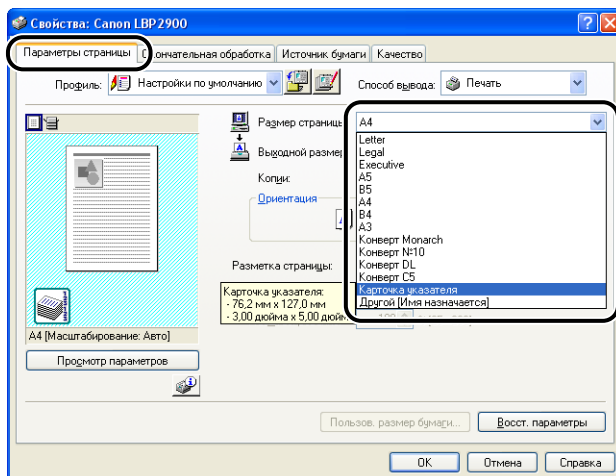 Свойства: Canon LBP2900
Параметры страницы
Окончательная обработка
Источник бумаги
Качество
Профиль:
Настройки по умолчанию
Способ вывода:
Печать
Размер страницы
A4
Выходной размер
Копии:
Ориентация
Letter
Legal
Executive
A5
B5
A4
B4
A3
Конверт Monarch
Конверт №10
Конверт DL
Конверт C5
Карточка указателя
Другой [Имя назначается]
Разметка страницы:
Карточка указателя:
- 76,2 мм x 127,0 мм
- 3,00 дюйма x 5,00 дюйм
A4 [Масштабирование: Авто]
Просмотр параметров
Пользов. размер бумаги...
Восст. параметры
OK
Отмена
Справка